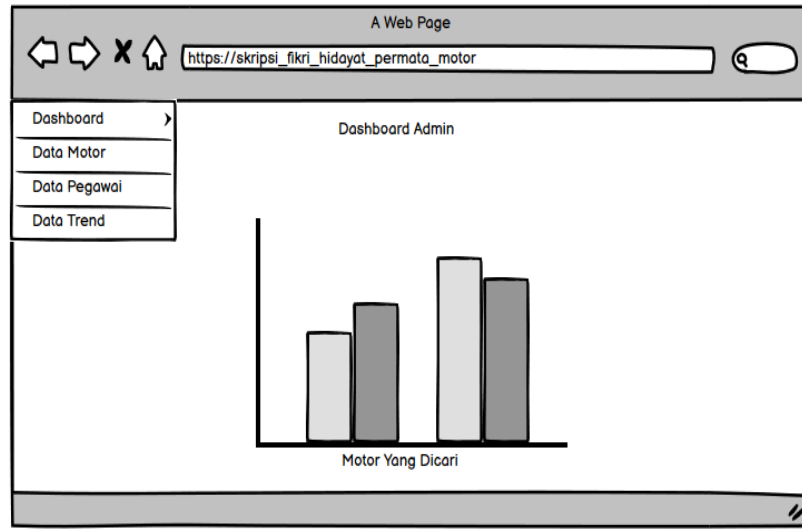 A Web Page
https://skripsi_fikri_hidayat_permata_motor
Dashboard
Data Motor
Data Pegawai
Data Trend
Dashboard Admin
Motor Yang Dicari